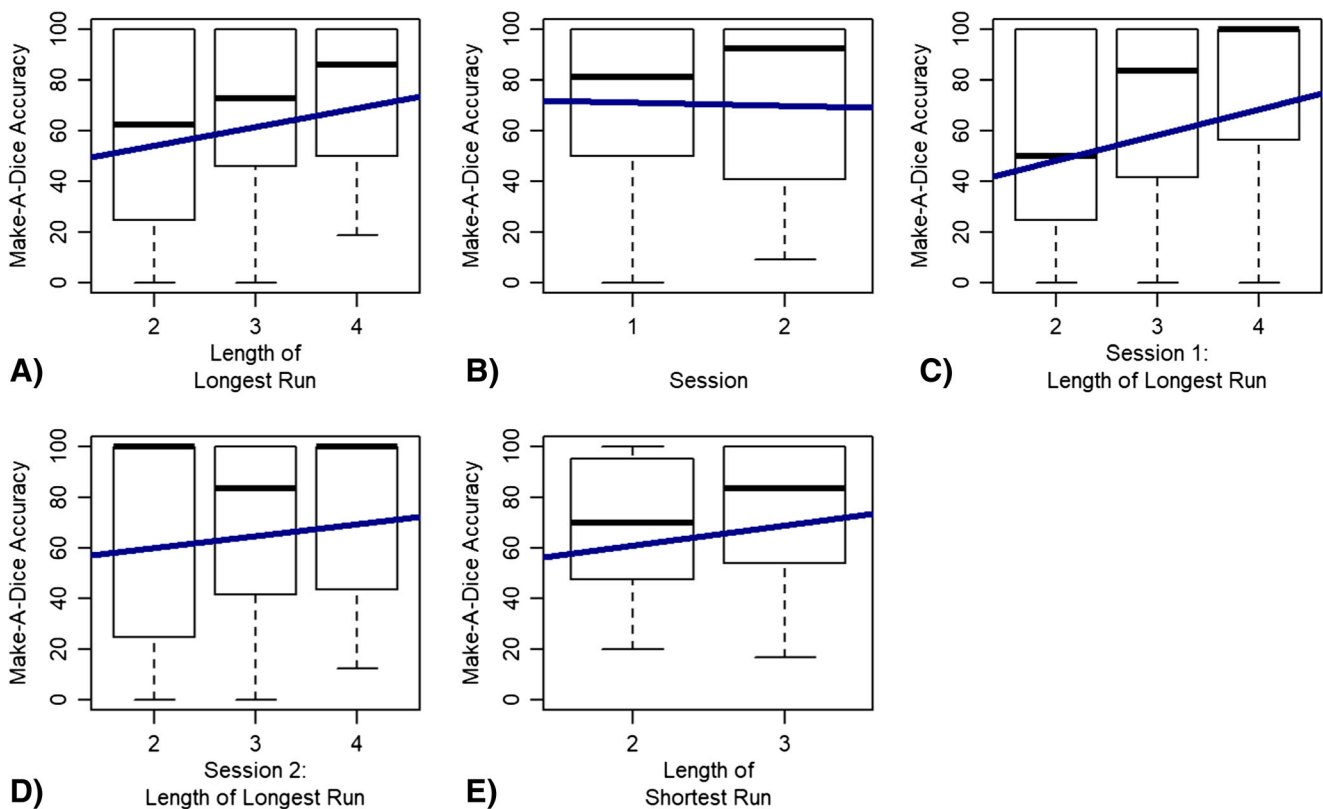 Make-A-Dice Accuracy
100
80
60
40
20
0
2 3 4
Length of
Longest Run
A)
Make-A-Dice Accuracy
100
80
60
40
20
0
1 2
Session
B)
Make-A-Dice Accuracy
100
80
60
40
20
0
2 3 4
Session 1:
Length of Longest Run
C)
Make-A-Dice Accuracy
100
80
60
40
20
0
2 3 4
Session 2:
Length of Longest Run
D)
Make-A-Dice Accuracy
100
80
60
40
20
0
2 3
Length of
Shortest Run
E)